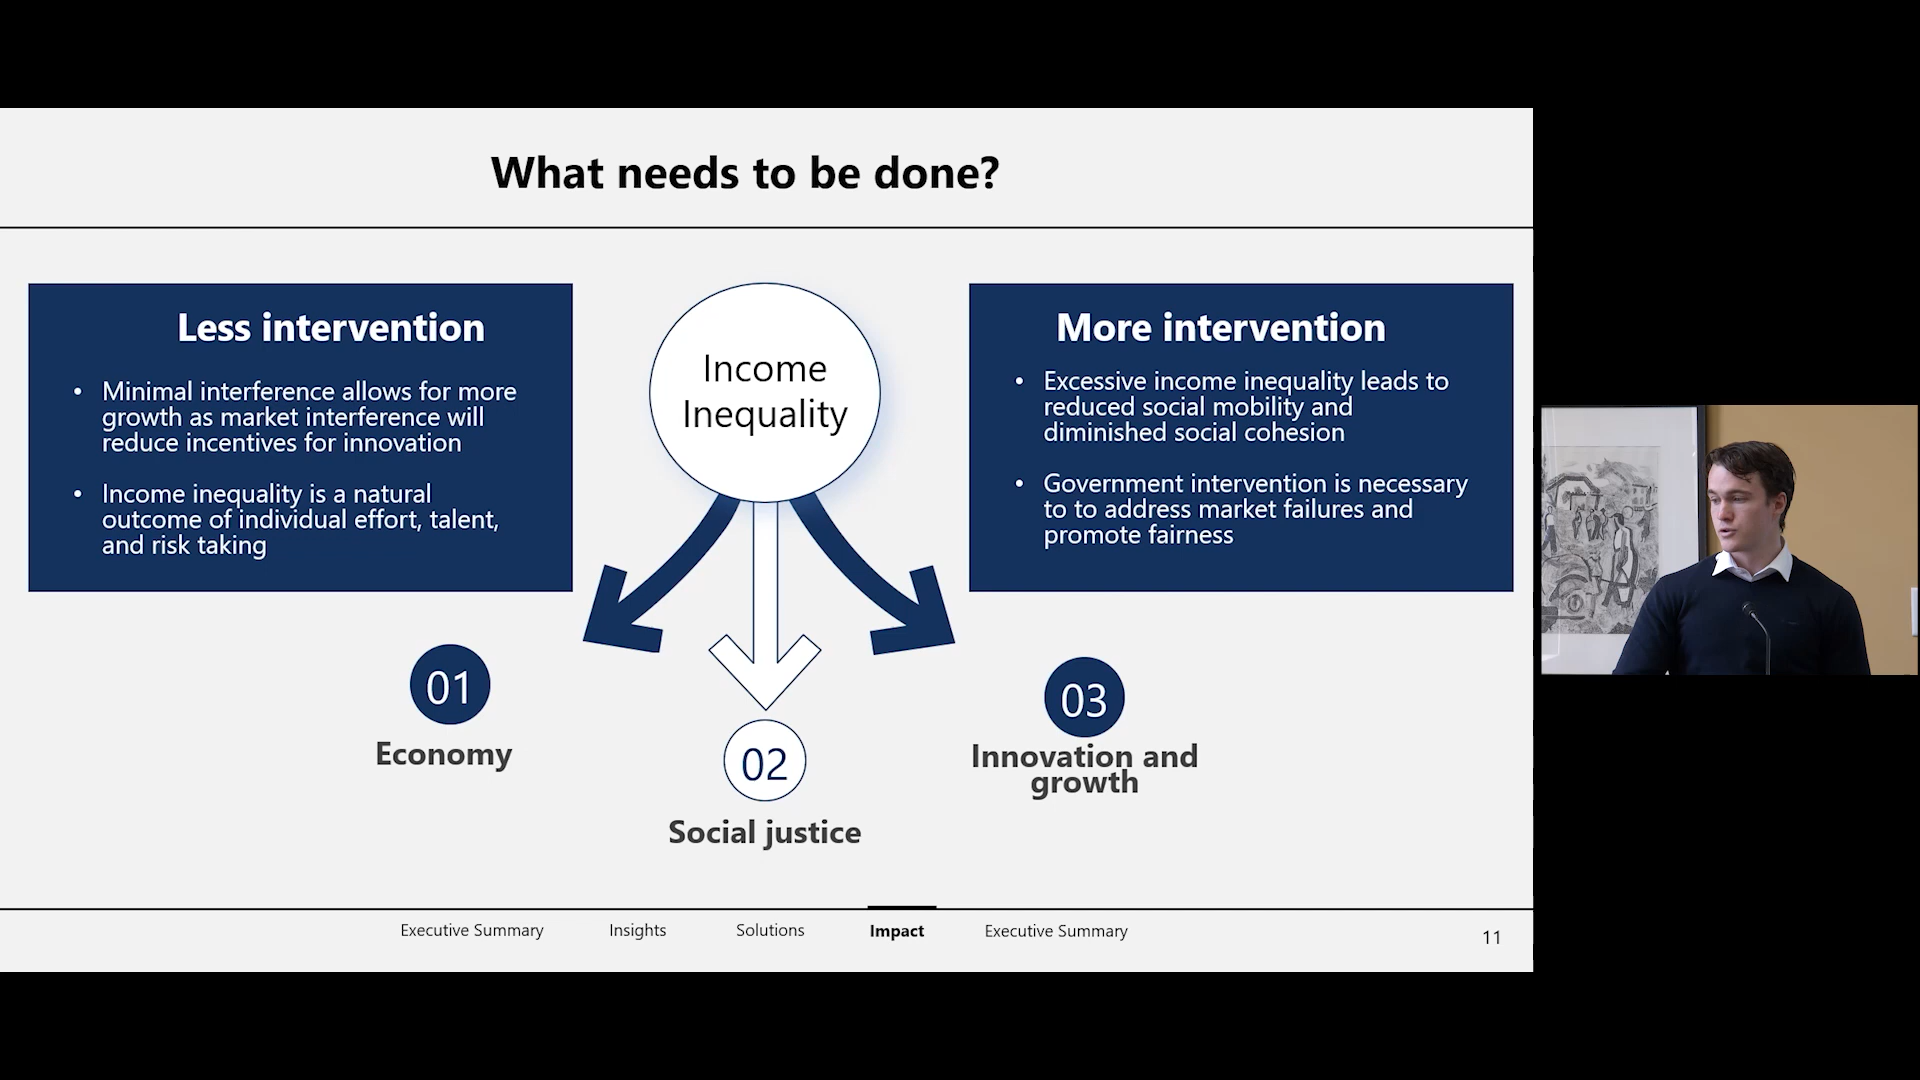 What needs to be done?
Less intervention
• Minimal interference allows for more
growth as market interference will
reduce incentives for innovation
• Income inequality is a natural
outcome of individual effort, talent,
and risk taking
Income
Inequality
More intervention
• Excessive income inequality leads to
reduced social mobility and
diminished social cohesion
• Government intervention is necessary
to to address market failures and
promote fairness
01
Economy
02
Social justice
03
Innovation and
growth
Executive Summary
Insights
Solutions
Impact
Executive Summary
11